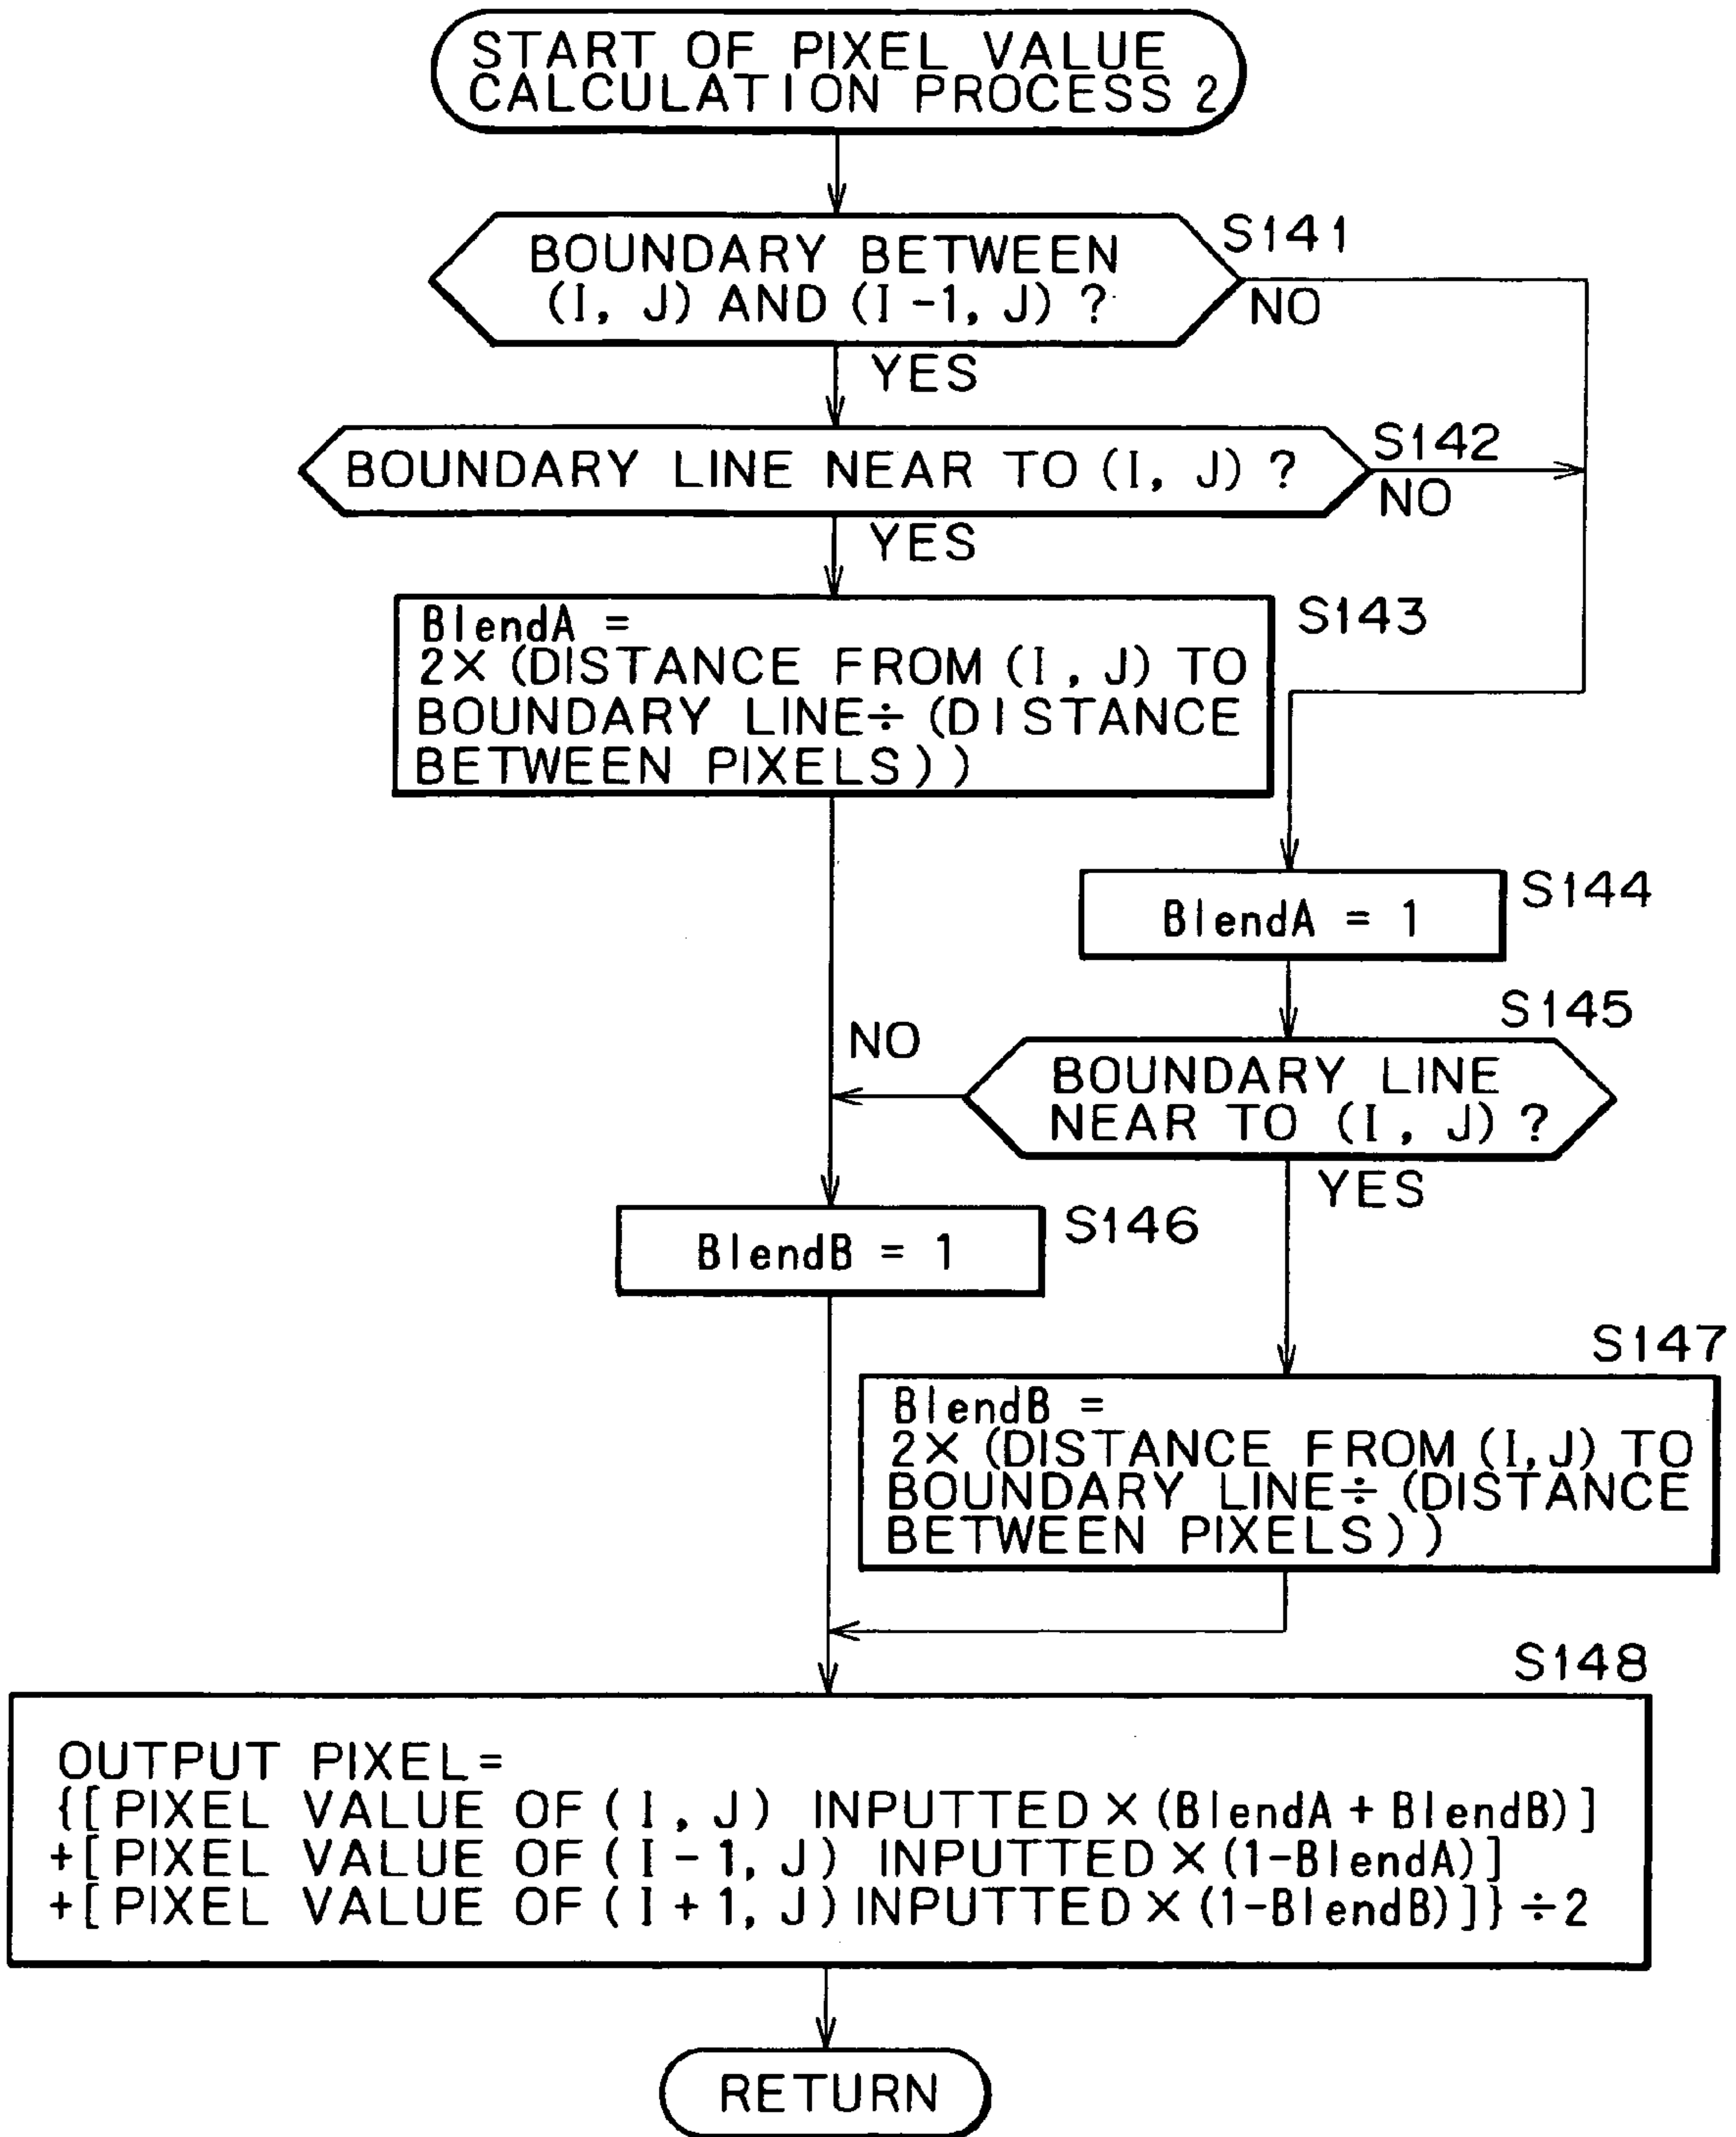 START OF PIXEL VALUE
CALCULATION PROCESS 2
BOUNDARY BETWEEN
(I, J) AND (I-1, J) ?
S141
NO
YES
BOUNDARY LINE NEAR TO (I, J) ?
S142
NO
YES
BlendA =
2× (DISTANCE FROM (I, J) TO
BOUNDARY LINE÷ (DISTANCE
BETWEEN PIXELS))
S143
BlendA = 1
S144
S145
NO
BOUNDARY LINE
NEAR TO (I, J) ?
YES
BlendB = 1
S146
S147
BlendB =
2× (DISTANCE FROM (I, J) TO
BOUNDARY LINE÷ (DISTANCE
BETWEEN PIXELS))
S148
OUTPUT PIXEL=
{[PIXEL VALUE OF (I, J) INPUTTED × (BlendA + BlendB)]
+[PIXEL VALUE OF (I-1, J) INPUTTED × (1-BlendA)]
+[PIXEL VALUE OF (I+1, J) INPUTTED × (1-BlendB)]} ÷2
RETURN